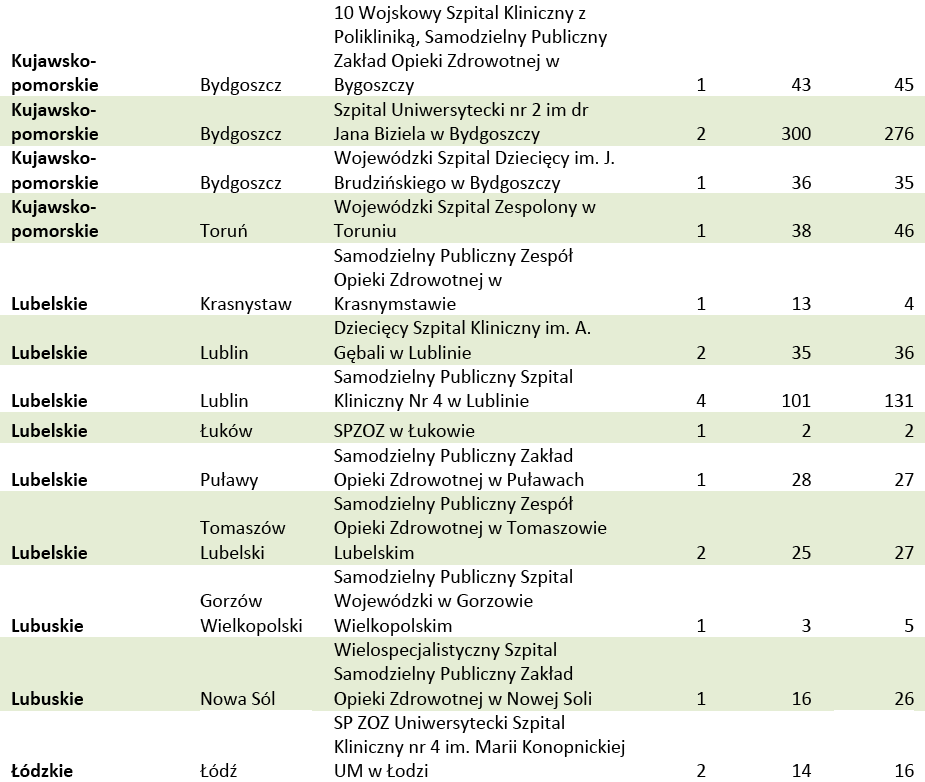 10 Wojskowy Szpital Kliniczny z
Polikliniką, Samodzielny Publiczny
Kujawsko- Zakład Opieki Zdrowotnej w
pomorskie Bydgoszcz Bygoszczy 1 43 45
Kujawsko- Szpital Uniwersytecki nr 2 im dr
pomorskie Bydgoszcz Jana Biziela w Bydgoszczy 2 300 276
Kujawsko- Wojewódzki Szpital Dziecięcy im. J.
pomorskie Bydgoszcz Brudzińskiego w Bydgoszczy 1 36 35
Kujawsko- Wojewódzki Szpital Zespolony w
pomorskie Toruń Toruniu 1 38 46
Samodzielny Publiczny Zespół
Opieki Zdrowotnej w
Lubelskie Krasnystaw Krasnymstawie 1 13 4
Dziecięcy Szpital Kliniczny im. A.
Lubelskie Lublin Gębali w Lublinie 2 35 36
Samodzielny Publiczny Szpital
Lubelskie Lublin Kliniczny Nr 4 w Lublinie 4 101 131
Lubelskie Łuków SPZOZ w Łukowie 1 2 2
Samodzielny Publiczny Zakład
Lubelskie Puławy Opieki Zdrowotnej w Puławach 1 28 27
Samodzielny Publiczny Zespół
Tomaszów Opieki Zdrowotnej w Tomaszowie
Lubelskie Lubelski Lubelskim 2 25 27
Samodzielny Publiczny Szpital
Gorzów Wojewódzki w Gorzowie
Lubuskie Wielkopolski Wielkopolskim 1 3 5
Wielospecjalistyczny Szpital
Samodzielny Publiczny Zakład
Lubuskie Nowa Sól Opieki Zdrowotnej w Nowej Soli 1 16 26
SP ZOZ Uniwersytecki Szpital
Kliniczny nr 4 im. Marii Konopnickiej
Łódzkie Łódź UM w Łodzi 2 14 16